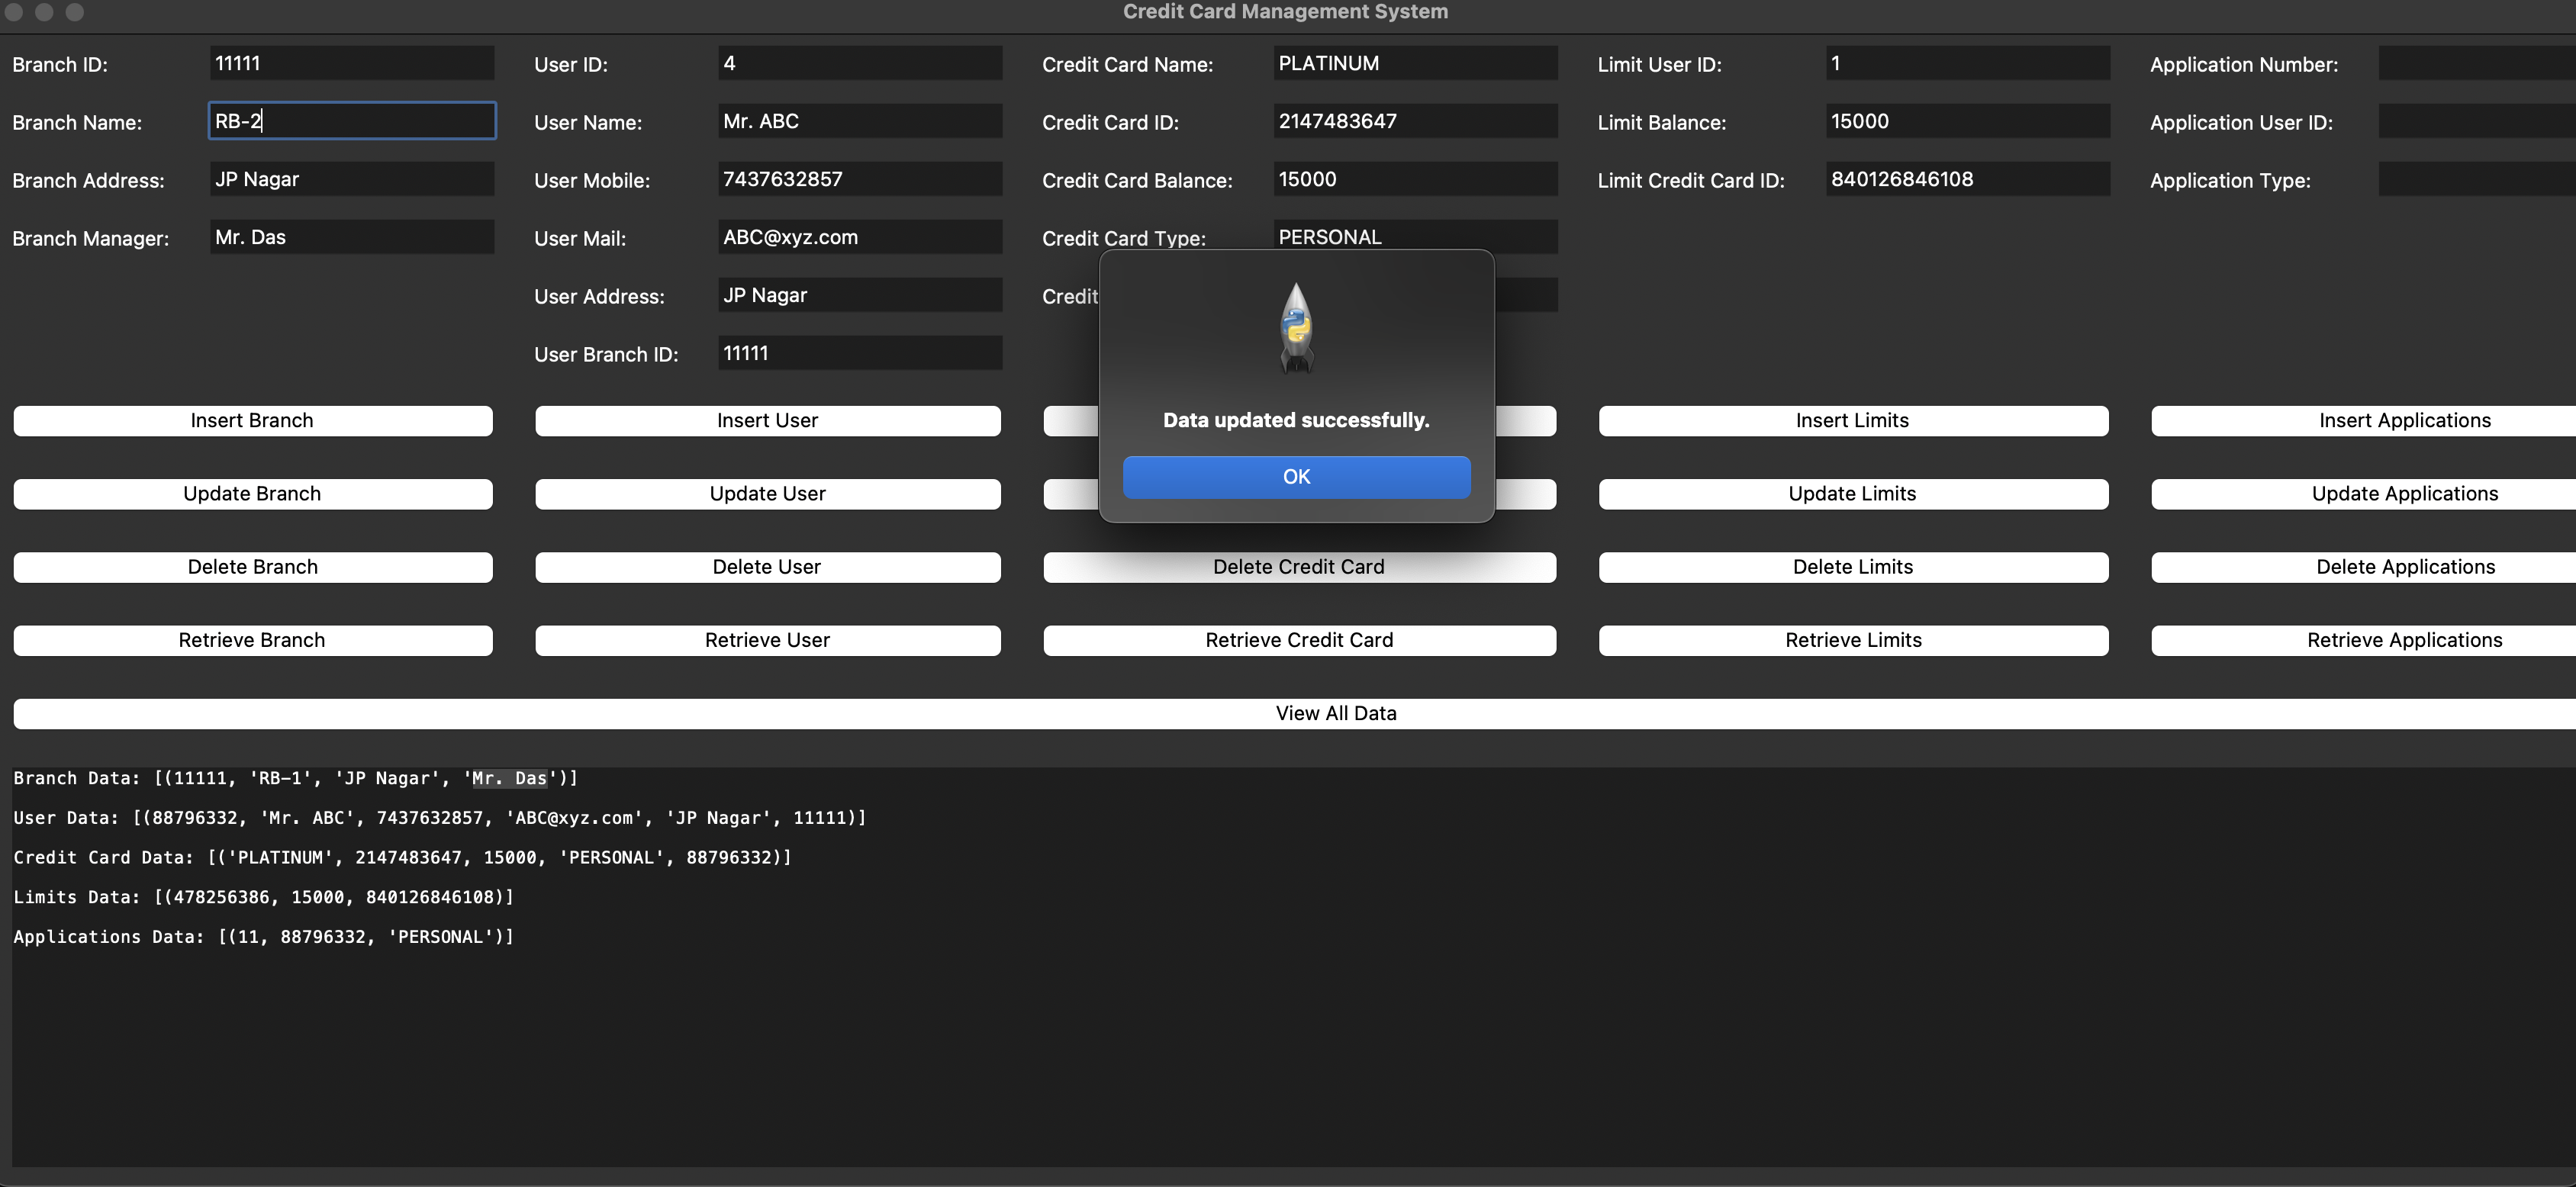 Credit Card Management System
Branch ID: 11111 User ID: 4 Credit Card Name: PLATINUM Limit User ID: 1 Application Number:
Branch Name: RB-2 User Name: Mr. ABC Credit Card ID: 2147483647 Limit Balance: 15000 Application User ID:
Branch Address: JP Nagar User Mobile: 7437632857 Credit Card Balance: 15000 Limit Credit Card ID: 840126846108 Application Type:
Branch Manager: Mr. Das User Mail: ABC@xyz.com Credit Card Type: PERSONAL
User Address: JP Nagar Credit
User Branch ID: 11111
Data updated successfully.
OK
Insert Branch Insert User Insert Limits Insert Applications
Update Branch Update User Update Limits Update Applications
Delete Branch Delete User Delete Credit Card Delete Limits Delete Applications
Retrieve Branch Retrieve User Retrieve Credit Card Retrieve Limits Retrieve Applications
View All Data
Branch Data: [(11111, 'RB-1', 'JP Nagar', 'Mr. Das')]
User Data: [(88796332, 'Mr. ABC', 7437632857, 'ABC@xyz.com', 'JP Nagar', 11111)]
Credit Card Data: [('PLATINUM', 2147483647, 15000, 'PERSONAL', 88796332)]
Limits Data: [(478256386, 15000, 840126846108)]
Applications Data: [(11, 88796332, 'PERSONAL')]